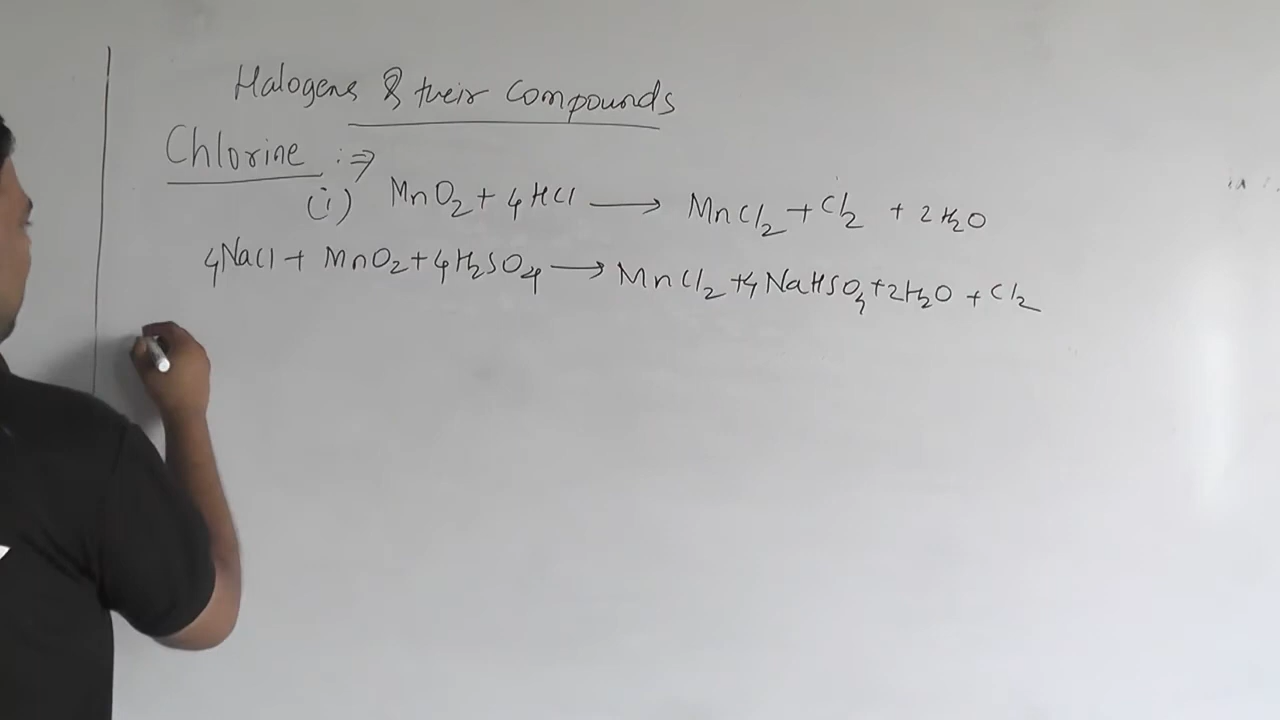 Halogens & their compounds
Chlorine :⇒
(i) MnO₂ + 4HCl ⟶ MnCl₂ + Cl₂ + 2H₂O
4NaCl + MnO₂ + 4H₂SO₄ ⟶ MnCl₂ + 4NaHSO₄ + 2H₂O + Cl₂